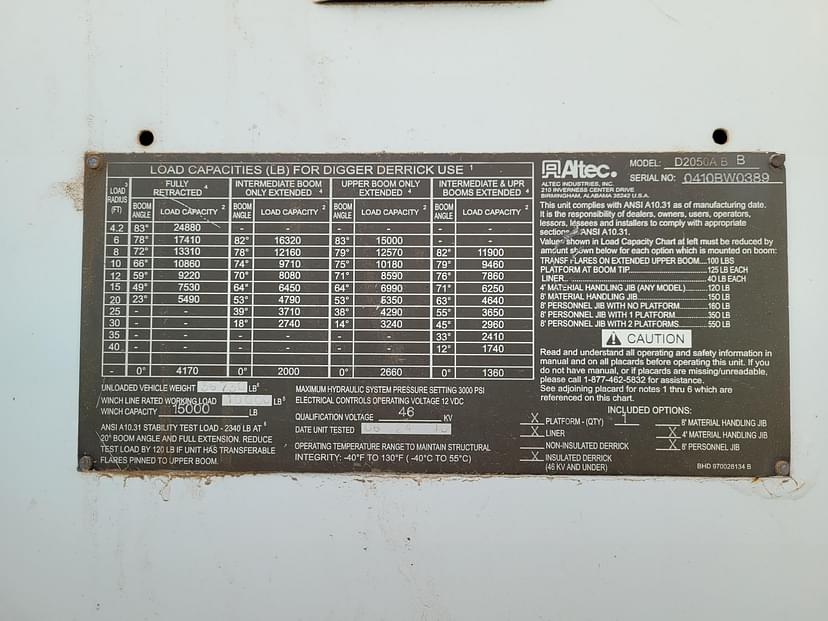 LOAD CAPACITIES (LB) FOR DIGGER DERRICK USE 1
LOAD RADIUS 3 (FT) | FULLY RETRACTED 4 | INTERMEDIATE BOOM ONLY EXTENDED 4 | UPPER BOOM ONLY EXTENDED 4 | INTERMEDIATE & UPR BOOMS EXTENDED 4
BOOM ANGLE | LOAD CAPACITY 2 | BOOM ANGLE | LOAD CAPACITY 2 | BOOM ANGLE | LOAD CAPACITY 2 | BOOM ANGLE | LOAD CAPACITY 2
4.2 83° 24880 - - - - - -
6 78° 17410 82° 16320 83° 15000 - -
8 72° 13310 78° 12160 79° 12570 82° 11900
10 66° 10860 74° 9710 75° 10180 79° 9460
12 59° 9220 70° 8080 71° 8590 76° 7860
15 49° 7530 64° 6450 64° 6990 71° 6250
20 23° 5490 53° 4790 53° 5350 63° 4640
25 - - 39° 3710 38° 4290 55° 3650
30 - - 18° 2740 14° 3240 45° 2960
35 - - - - - - 33° 2410
40 - - - - - - 12° 1740
- 0° 4170 0° 2000 0° 2660 0° 1360
UNLOADED VEHICLE WEIGHT LB 6
WINCH LINE RATED WORKING LOAD LB 5
WINCH CAPACITY 15000 LB
ANSI A10.31 STABILITY TEST LOAD - 2340 LB AT 6
20° BOOM ANGLE AND FULL EXTENSION. REDUCE
TEST LOAD BY 120 LB IF UNIT HAS TRANSFERABLE
FLARES PINNED TO UPPER BOOM.
MAXIMUM HYDRAULIC SYSTEM PRESSURE SETTING 3000 PSI
ELECTRICAL CONTROLS OPERATING VOLTAGE 12 VDC
QUALIFICATION VOLTAGE 46 KV
DATE UNIT TESTED
OPERATING TEMPERATURE RANGE TO MAINTAIN STRUCTURAL
INTEGRITY: -40°F TO 130°F ( -40°C TO 55°C)
Altec.
ALTEC INDUSTRIES, INC.
210 INVERNESS CENTER DRIVE
BIRMINGHAM, ALABAMA 35242 U.S.A.
MODEL: D2050A B B
SERIAL NO: 0410BW0389
This unit complies with ANSI A10.31 as of manufacturing date.
It is the responsibility of dealers, owners, users, operators,
lessors, lessees and installers to comply with appropriate
sections ANSI A10.31.
Values shown in Load Capacity Chart at left must be reduced by
amount shown below for each option which is mounted on boom:
TRANSF FLARES ON EXTENDED UPPER BOOM....100 LBS
PLATFORM AT BOOM TIP....125 LB EACH
LINER....40 LB EACH
4' MATERIAL HANDLING JIB (ANY MODEL)....120 LB
8' MATERIAL HANDLING JIB....150 LB
8' PERSONNEL JIB WITH NO PLATFORM....160 LB
8' PERSONNEL JIB WITH 1 PLATFORM....350 LB
8' PERSONNEL JIB WITH 2 PLATFORMS....550 LB
CAUTION
Read and understand all operating and safety information in
manual and on all placards before operating this unit. If you
do not have manual, or if placards are missing/unreadable,
please call 1-877-462-5832 for assistance.
See adjoining placard for notes 1 thru 6 which are
referenced on this chart.
INCLUDED OPTIONS:
X PLATFORM - (QTY) 1
X LINER
NON-INSULATED DERRICK
X INSULATED DERRICK
(46 KV AND UNDER)
8' MATERIAL HANDLING JIB
X 4' MATERIAL HANDLING JIB
X 8' PERSONNEL JIB
BHD 970028134 B